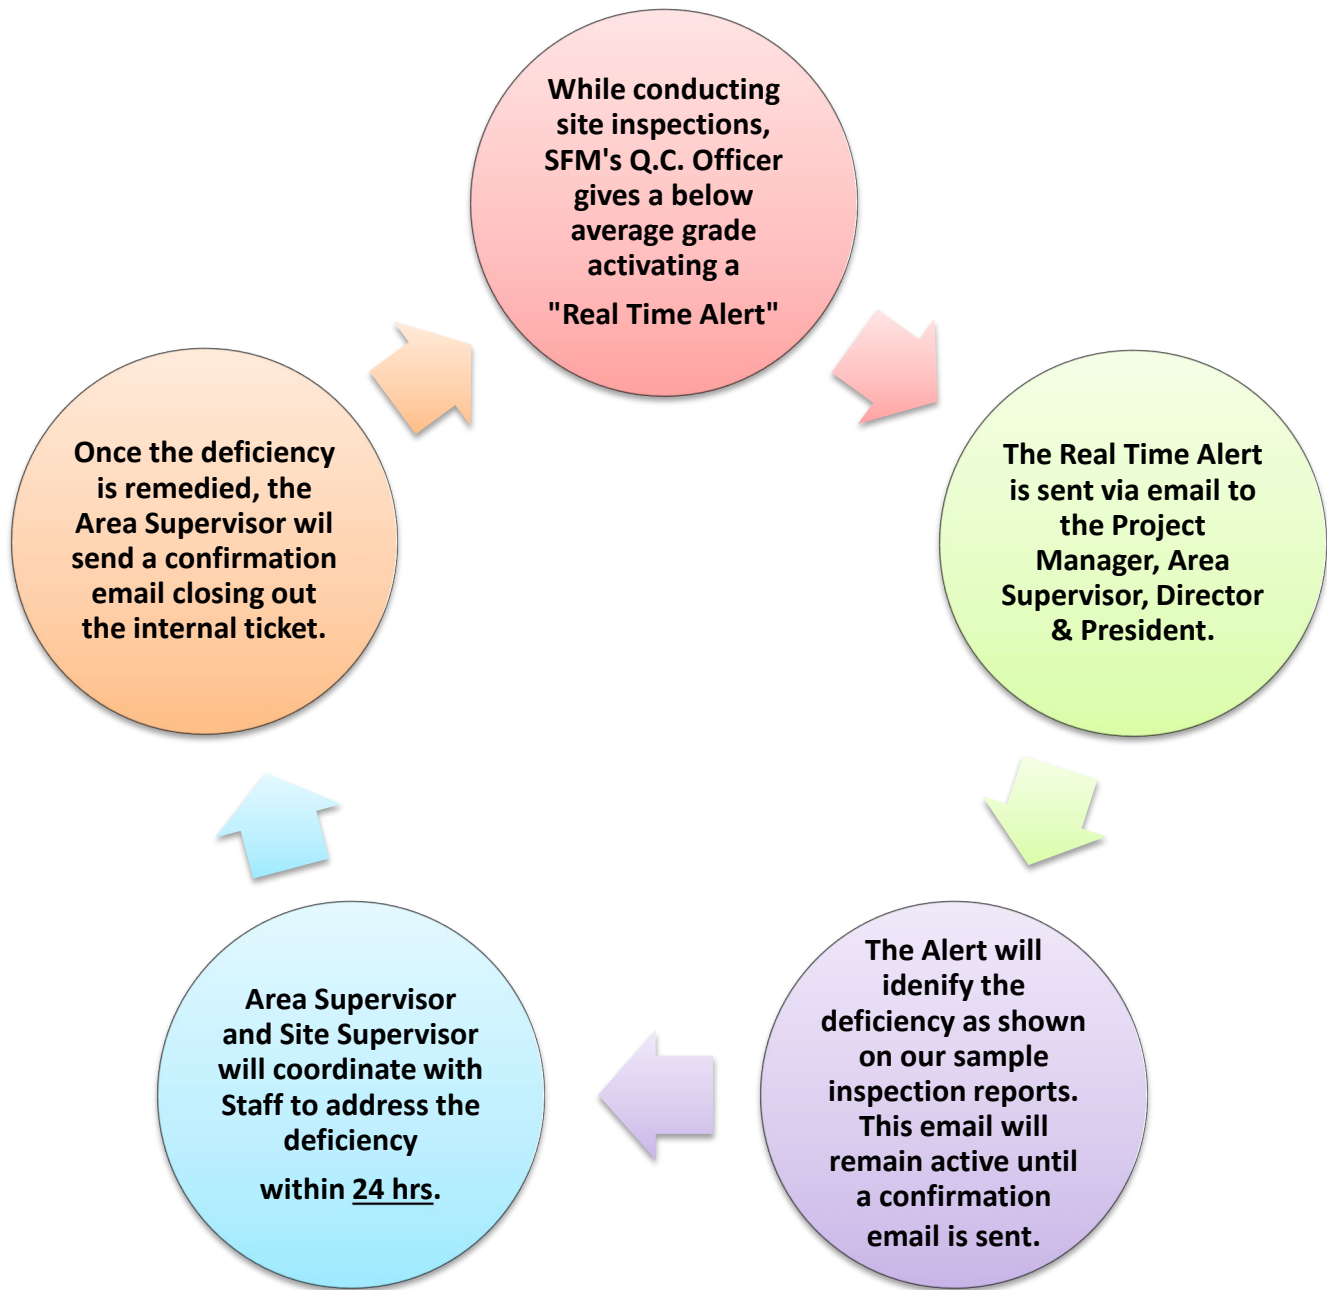 While conducting
site inspections,
SFM's Q.C. Officer
gives a below
average grade
activating a
"Real Time Alert"
The Real Time Alert
is sent via email to
the Project
Manager, Area
Supervisor, Director
& President.
The Alert will
idenify the
deficiency as shown
on our sample
inspection reports.
This email will
remain active until
a confirmation
email is sent.
Area Supervisor
and Site Supervisor
will coordinate with
Staff to address the
deficiency
within 24 hrs.
Once the deficiency
is remedied, the
Area Supervisor wil
send a confirmation
email closing out
the internal ticket.